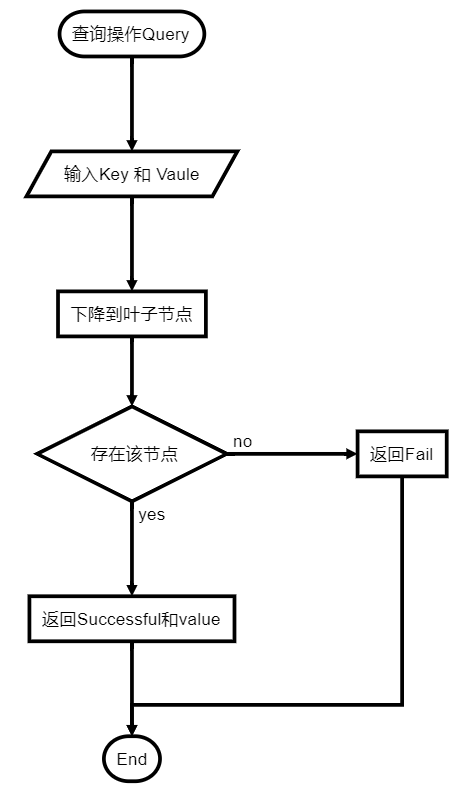 查询操作Query
输入Key 和 Vaule
下降到叶子节点
存在该节点
no
返回Fail
yes
返回Successful和value
End